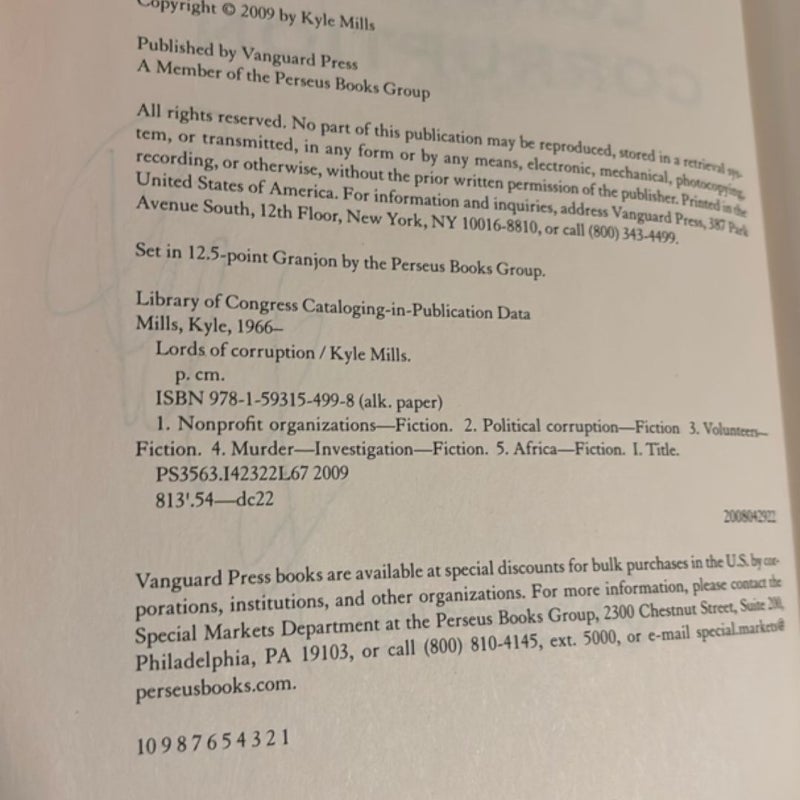 Copyright © 2009 by Kyle Mills
Published by Vanguard Press
A Member of the Perseus Books Group
All rights reserved. No part of this publication may be reproduced, stored in a retrieval sys-
tem, or transmitted, in any form or by any means, electronic, mechanical, photocopying,
recording, or otherwise, without the prior written permission of the publisher. Printed in the
United States of America. For information and inquiries, address Vanguard Press, 387 Park
Avenue South, 12th Floor, New York, NY 10016-8810, or call (800) 343-4499.
Set in 12.5-point Granjon by the Perseus Books Group.
Library of Congress Cataloging-in-Publication Data
Mills, Kyle, 1966–
Lords of corruption / Kyle Mills.
p. cm.
ISBN 978-1-59315-499-8 (alk. paper)
1. Nonprofit organizations—Fiction. 2. Political corruption—Fiction 3. Volunteers—
Fiction. 4. Murder—Investigation—Fiction. 5. Africa—Fiction. I. Title.
PS3563.I42322L67 2009
813'.54—dc22
2008042922
Vanguard Press books are available at special discounts for bulk purchases in the U.S. by cor-
porations, institutions, and other organizations. For more information, please contact the
Special Markets Department at the Perseus Books Group, 2300 Chestnut Street, Suite 200,
Philadelphia, PA 19103, or call (800) 810-4145, ext. 5000, or e-mail special.markets@
perseusbooks.com.
10 9 8 7 6 5 4 3 2 1